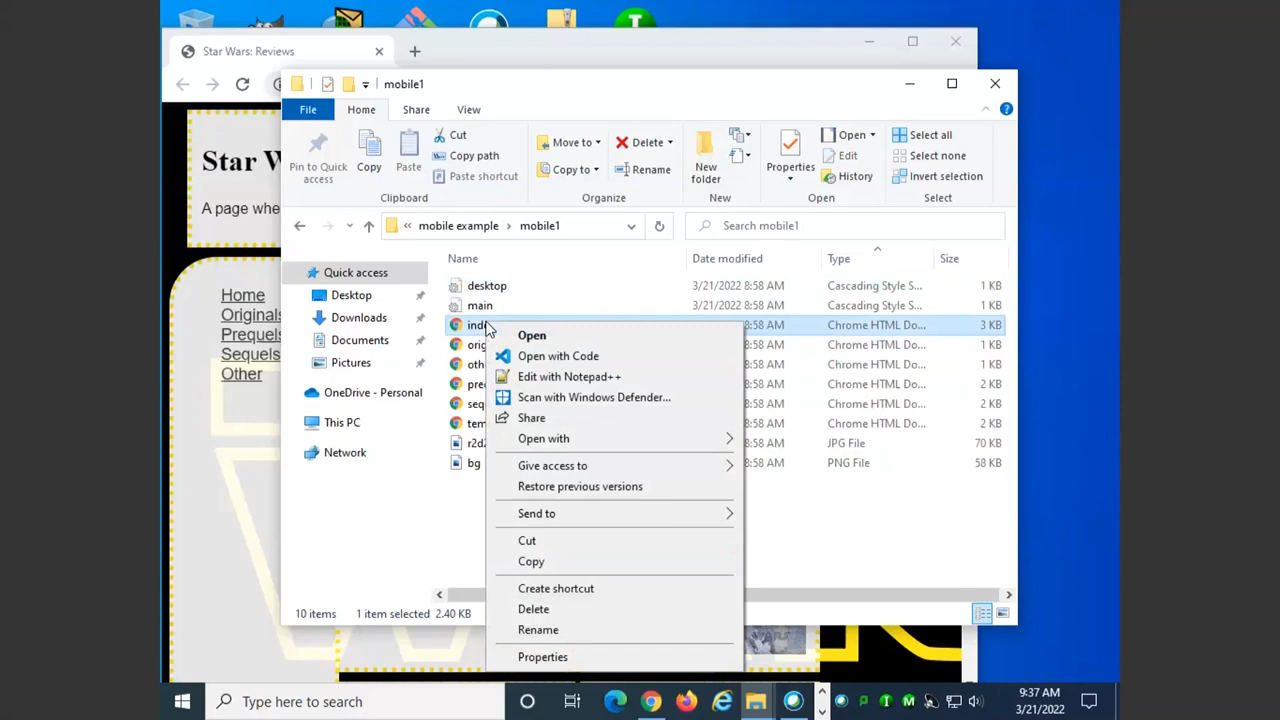 Star Wars: Reviews
mobile1
File
Home
Share
View
Pin to Quick access
Copy
Paste
Cut
Copy path
Paste shortcut
Clipboard
Move to
Copy to
Delete
Rename
Organize
New folder
New
Properties
Open
Edit
History
Open
Select all
Select none
Invert selection
Select
mobile example
mobile1
Search mobile1
Star W
A page whe
Home
Originals
Prequels
Sequels
Other
Quick access
Desktop
Downloads
Documents
Pictures
OneDrive - Personal
This PC
Network
Name Date modified Type Size
desktop 3/21/2022 8:58 AM Cascading Style S... 1 KB
main 3/21/2022 8:58 AM Cascading Style S... 1 KB
ind 8:58 AM Chrome HTML Do... 3 KB
orig 8:58 AM Chrome HTML Do...
oth 8:58 AM Chrome HTML Do...
pre 8:58 AM Chrome HTML Do... 2 KB
seq 8:58 AM Chrome HTML Do... 2 KB
tem 8:58 AM Chrome HTML Do... 2 KB
r2d2 8:58 AM JPG File 70 KB
bg 8:58 AM PNG File 58 KB
Open
Open with Code
Edit with Notepad++
Scan with Windows Defender...
Share
Open with
Give access to
Restore previous versions
Send to
Cut
Copy
Create shortcut
Delete
Rename
Properties
10 items 1 item selected 2.40 KB
Type here to search
9:37 AM
3/21/2022